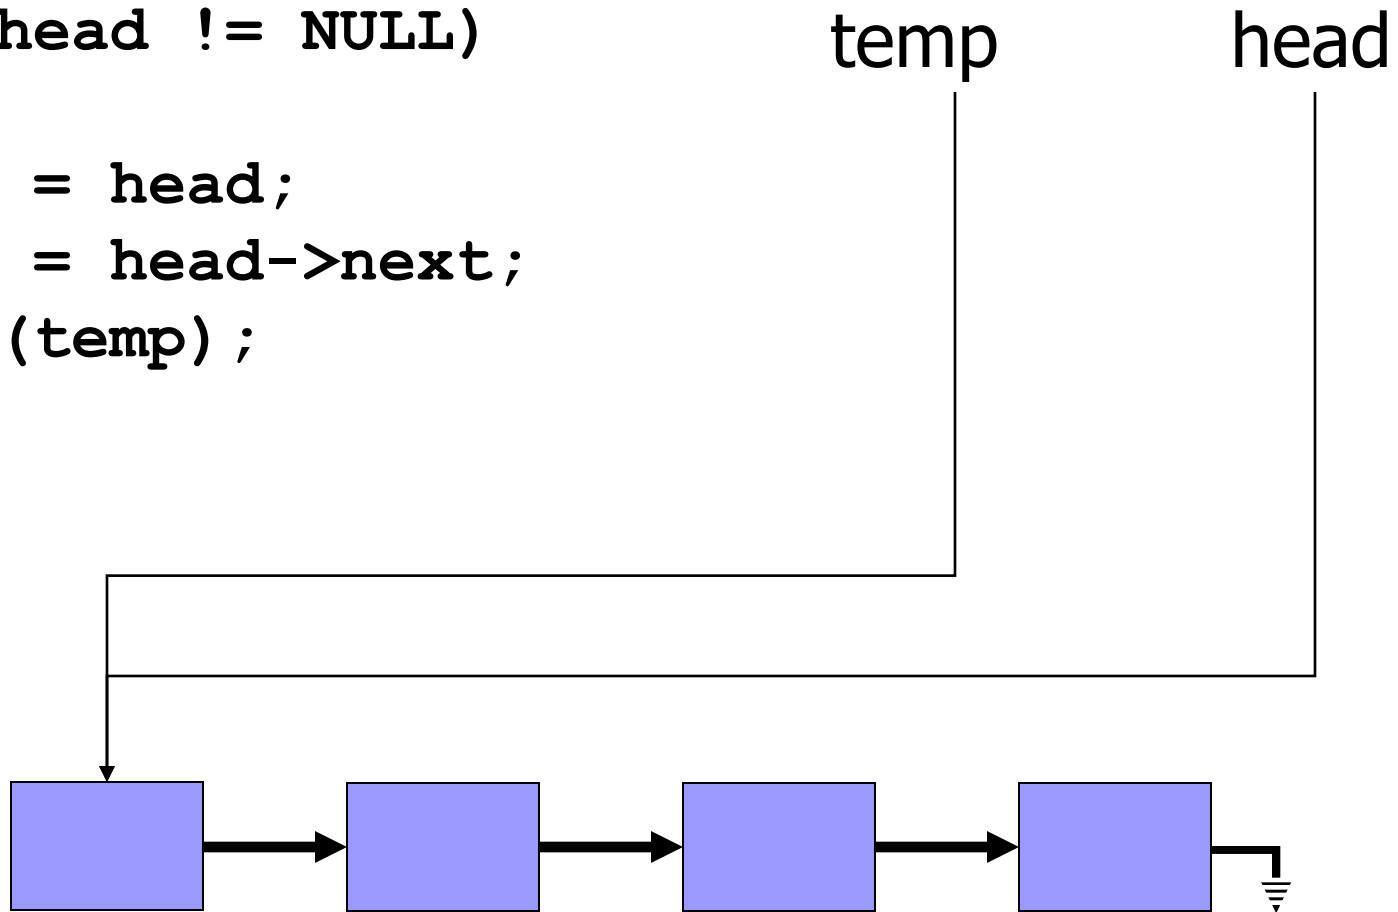 head != NULL)
temp head
= head;
= head->next;
(temp);